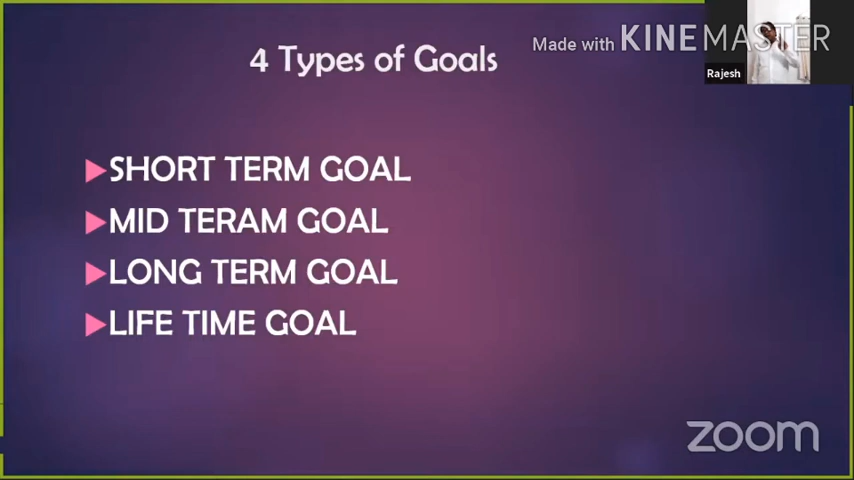 4 Types of Goals
Made with KINEMASTER
Rajesh
SHORT TERM GOAL
MID TERAM GOAL
LONG TERM GOAL
LIFE TIME GOAL
zoom